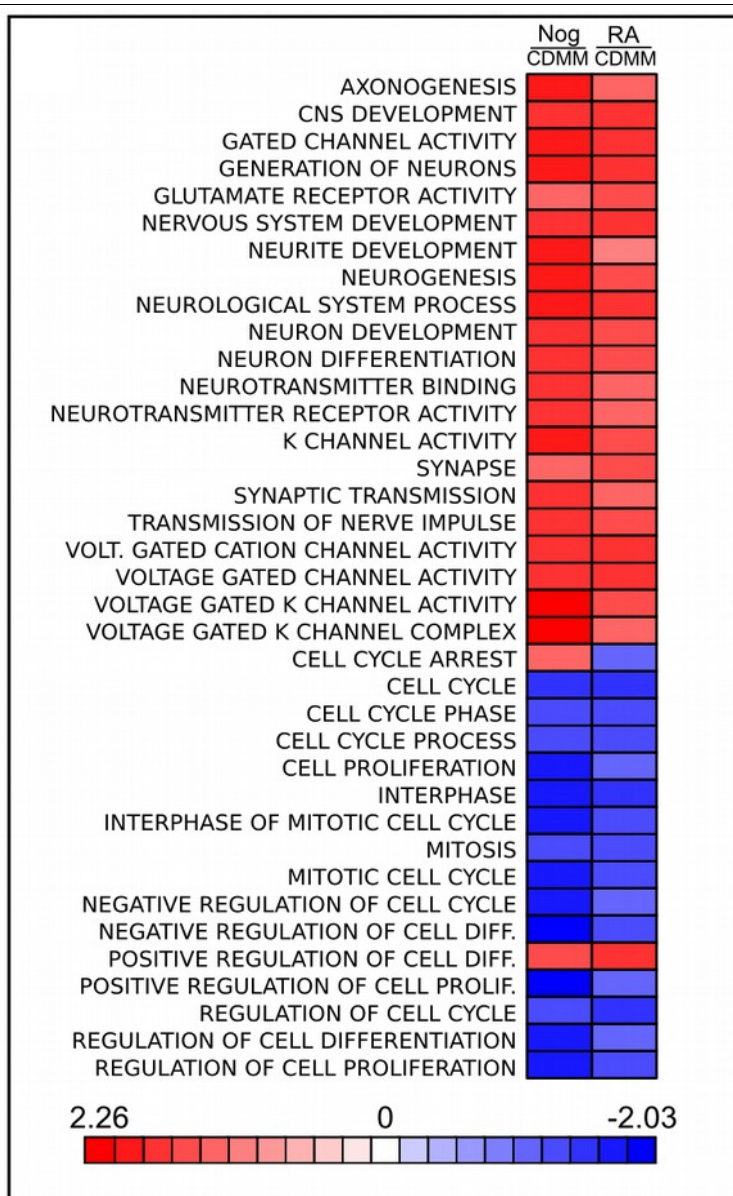 Nog RA
CDMM CDMM
AXONOGENESIS
CNS DEVELOPMENT
GATED CHANNEL ACTIVITY
GENERATION OF NEURONS
GLUTAMATE RECEPTOR ACTIVITY
NERVOUS SYSTEM DEVELOPMENT
NEURITE DEVELOPMENT
NEUROGENESIS
NEUROLOGICAL SYSTEM PROCESS
NEURON DEVELOPMENT
NEURON DIFFERENTIATION
NEUROTRANSMITTER BINDING
NEUROTRANSMITTER RECEPTOR ACTIVITY
K CHANNEL ACTIVITY
SYNAPSE
SYNAPTIC TRANSMISSION
TRANSMISSION OF NERVE IMPULSE
VOLT. GATED CATION CHANNEL ACTIVITY
VOLTAGE GATED CHANNEL ACTIVITY
VOLTAGE GATED K CHANNEL ACTIVITY
VOLTAGE GATED K CHANNEL COMPLEX
CELL CYCLE ARREST
CELL CYCLE
CELL CYCLE PHASE
CELL CYCLE PROCESS
CELL PROLIFERATION
INTERPHASE
INTERPHASE OF MITOTIC CELL CYCLE
MITOSIS
MITOTIC CELL CYCLE
NEGATIVE REGULATION OF CELL CYCLE
NEGATIVE REGULATION OF CELL DIFF.
POSITIVE REGULATION OF CELL DIFF.
POSITIVE REGULATION OF CELL PROLIF.
REGULATION OF CELL CYCLE
REGULATION OF CELL DIFFERENTIATION
REGULATION OF CELL PROLIFERATION
2.26 0 -2.03